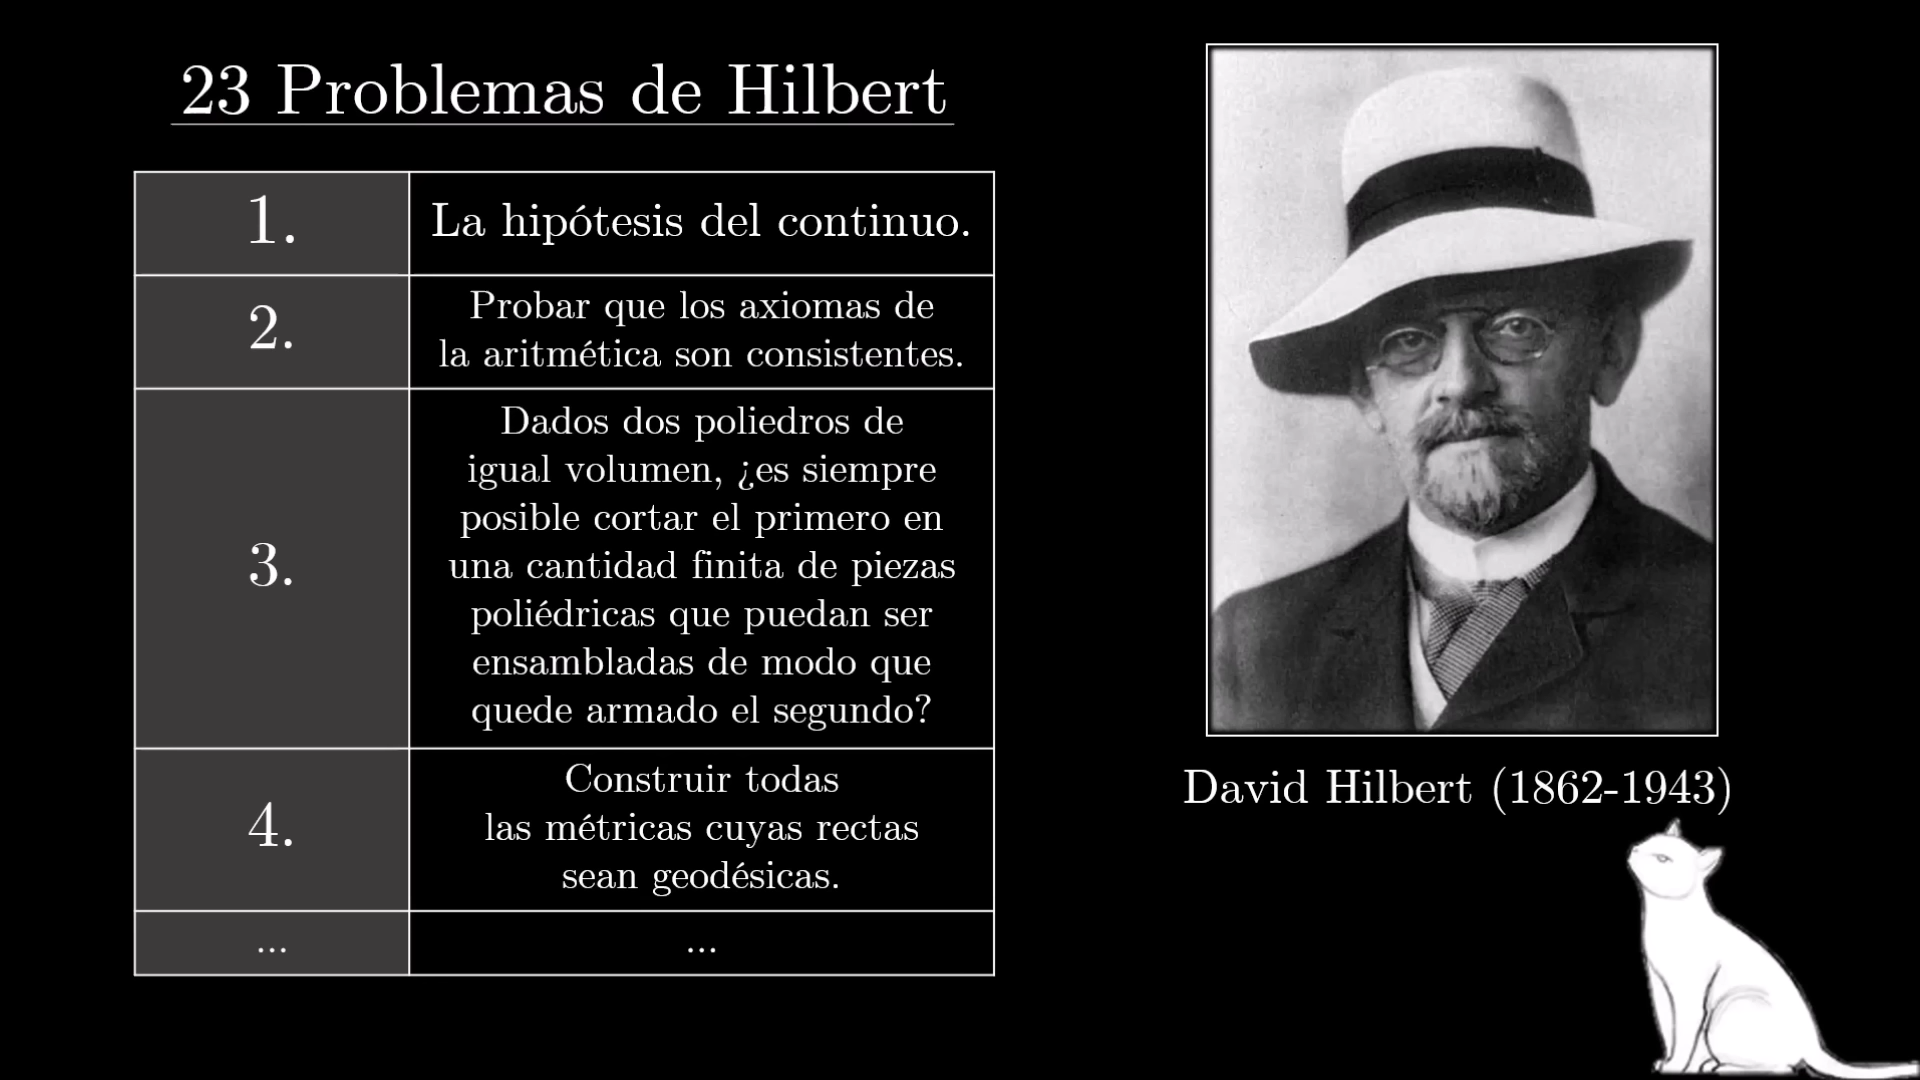 23 Problemas de Hilbert
1.
La hipótesis del continuo.
2.
Probar que los axiomas de
la aritmética son consistentes.
3.
Dados dos poliedros de
igual volumen, ¿es siempre
posible cortar el primero en
una cantidad finita de piezas
poliédricas que puedan ser
ensambladas de modo que
quede armado el segundo?
4.
Construir todas
las métricas cuyas rectas
sean geodésicas.
...
...
David Hilbert (1862-1943)